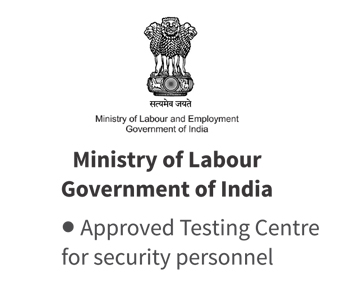 सत्यमेव जयते
Ministry of Labour and Employment
Government of India
Ministry of Labour
Government of India
● Approved Testing Centre
for security personnel